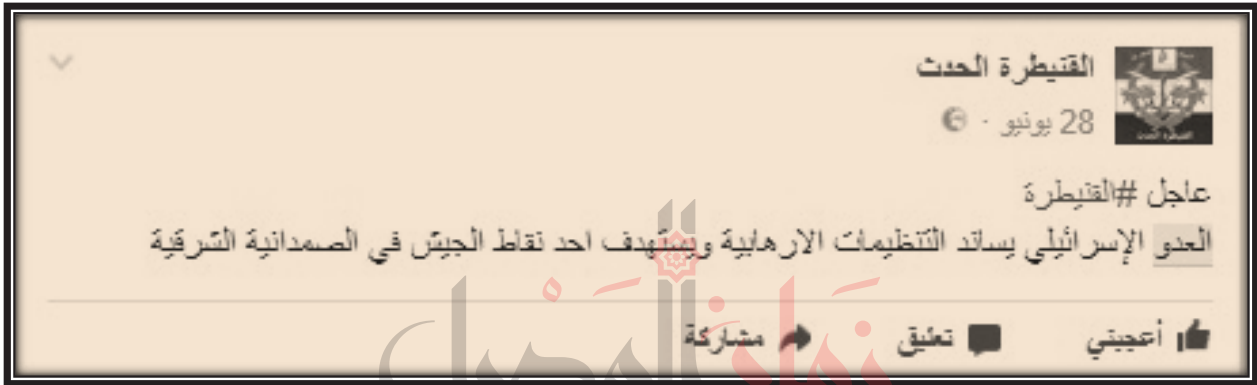 القنيطرة الحدث
28 يونيو ·
عاجل #القنيطرة
العدو الإسرائيلي يساند التنظيمات الارهابية ويستهدف احد نقاط الجيش في الصمدانية الشرقية
أعجبني تعليق مشاركة